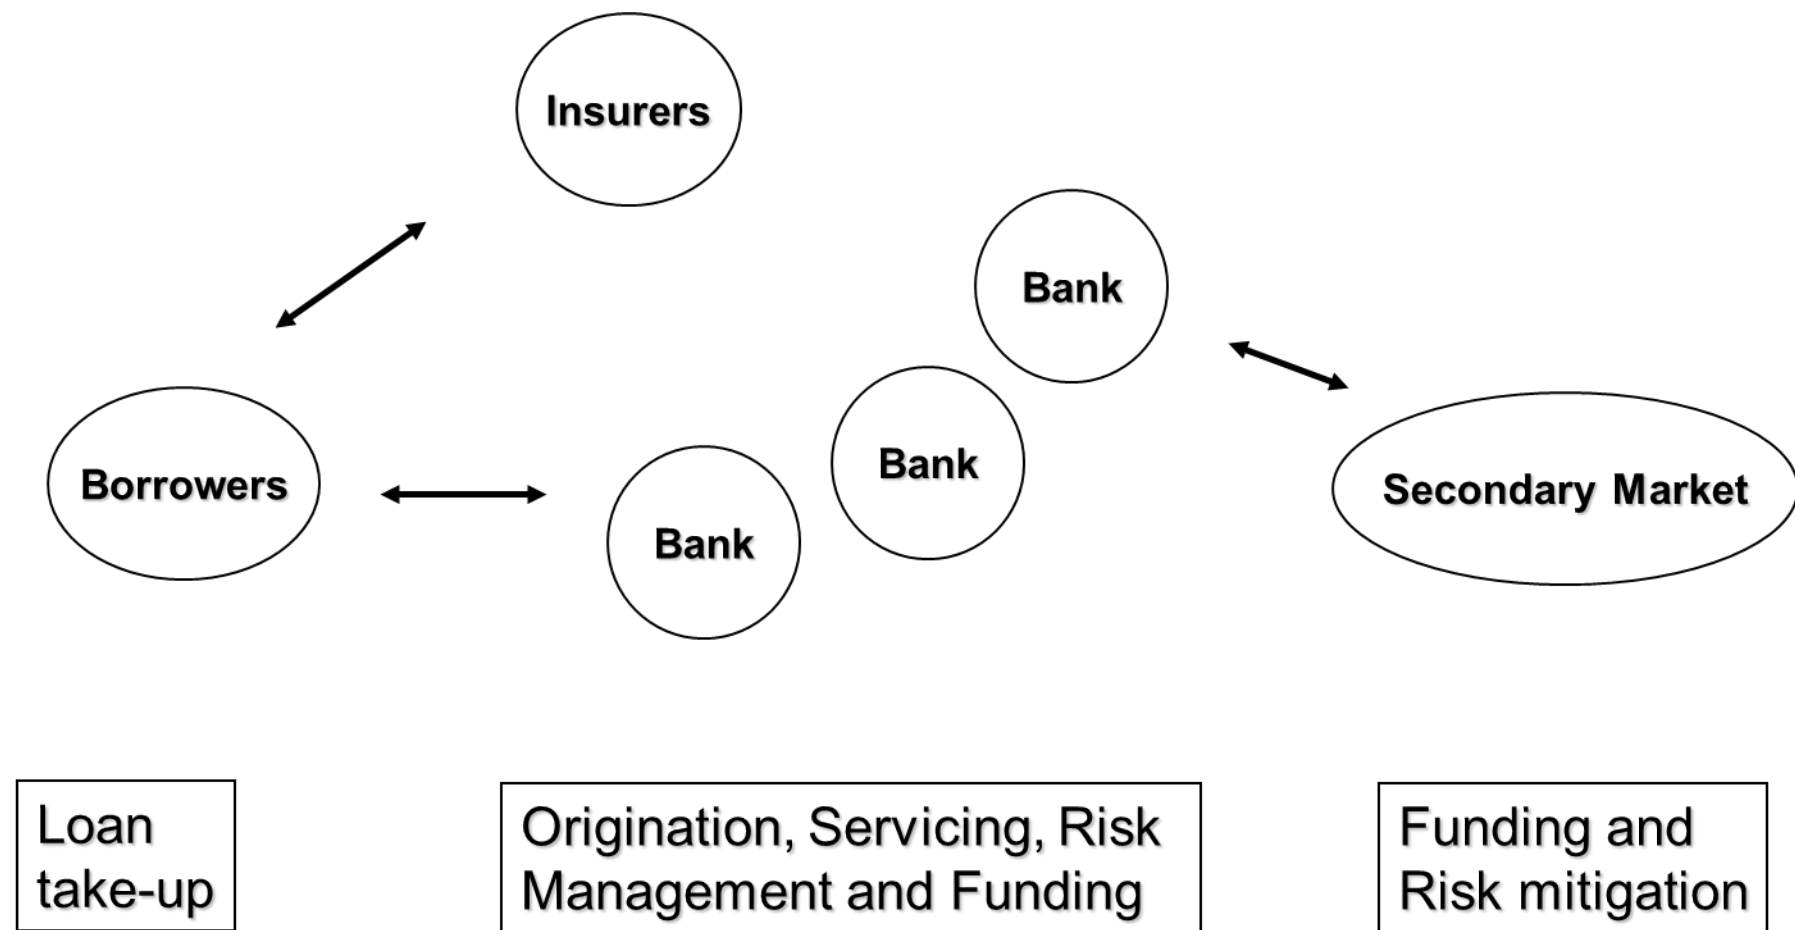 Insurers
Bank
Bank
Borrowers
Secondary Market
Bank
Loan
take-up
Origination, Servicing, Risk
Management and Funding
Funding and
Risk mitigation